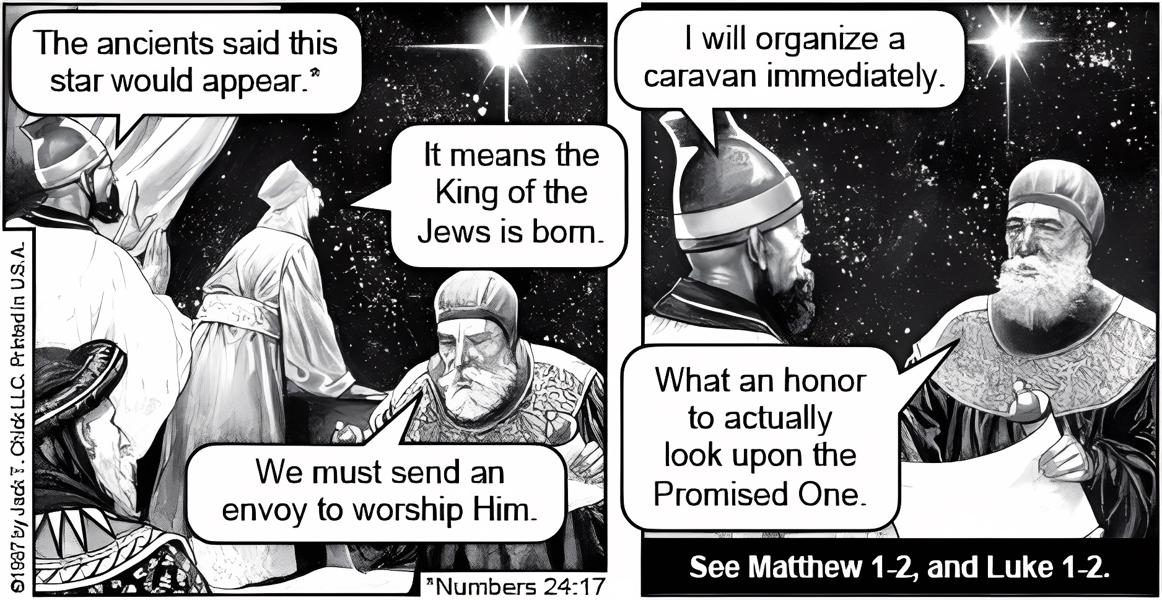 The ancients said this
star would appear.*
It means the
King of the
Jews is born.
We must send an
envoy to worship Him.
©1987 by Jack T. Chick LLC. Printed in U.S.A.
*Numbers 24:17
I will organize a
caravan immediately.
What an honor
to actually
look upon the
Promised One.
See Matthew 1-2, and Luke 1-2.